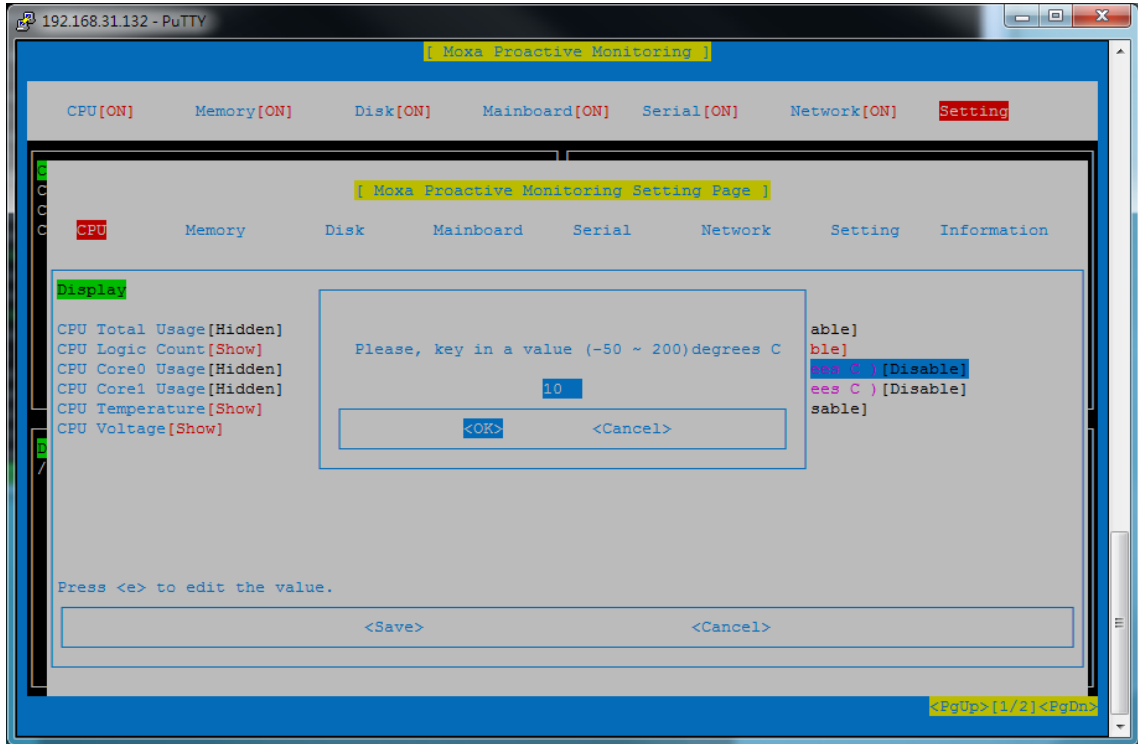 192.168.31.132 - PuTTY
[ Moxa Proactive Monitoring ]
CPU[ON] Memory[ON] Disk[ON] Mainboard[ON] Serial[ON] Network[ON] Setting
C
C [ Moxa Proactive Monitoring Setting Page ]
C
C CPU Memory Disk Mainboard Serial Network Setting Information
Display
CPU Total Usage[Hidden] able]
CPU Logic Count[Show] Please, key in a value (-50 ~ 200)degrees C ble]
CPU Core0 Usage[Hidden] ees C )[Disable]
CPU Core1 Usage[Hidden] 10 ees C )[Disable]
CPU Temperature[Show] sable]
CPU Voltage[Show] <OK> <Cancel>
D
/
Press <e> to edit the value.
<Save> <Cancel>
<PgUp>[1/2]<PgDn>